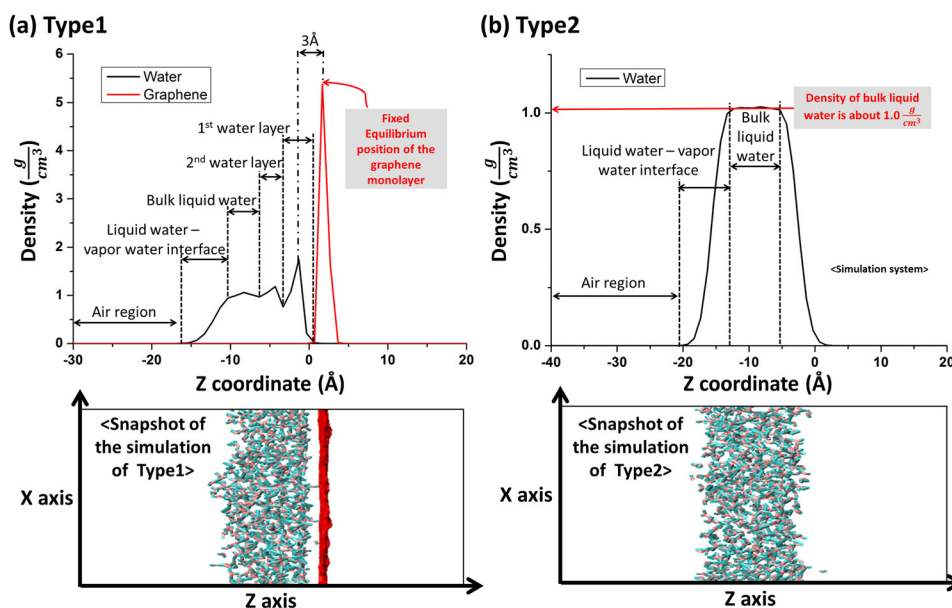 (a) Type1
3Å
6
5
4
3
2
1
0
Density (g/cm³)
Water
Graphene
1st water layer
2nd water layer
Bulk liquid water
Liquid water –
vapor water interface
Air region
Fixed
Equilibrium
position of the
graphene
monolayer
-30
-20
-10
0
10
20
Z coordinate (Å)
<Snapshot of
the simulation
of Type1>
X axis
Z axis
(b) Type2
Density (g/cm³)
1.0
0.5
0.0
Water
Density of bulk liquid
water is about 1.0 g/cm³
Bulk
liquid
water
Liquid water – vapor
water interface
<Simulation system>
Air region
-40
-30
-20
-10
0
10
20
Z coordinate (Å)
<Snapshot of
the simulation
of Type2>
X axis
Z axis